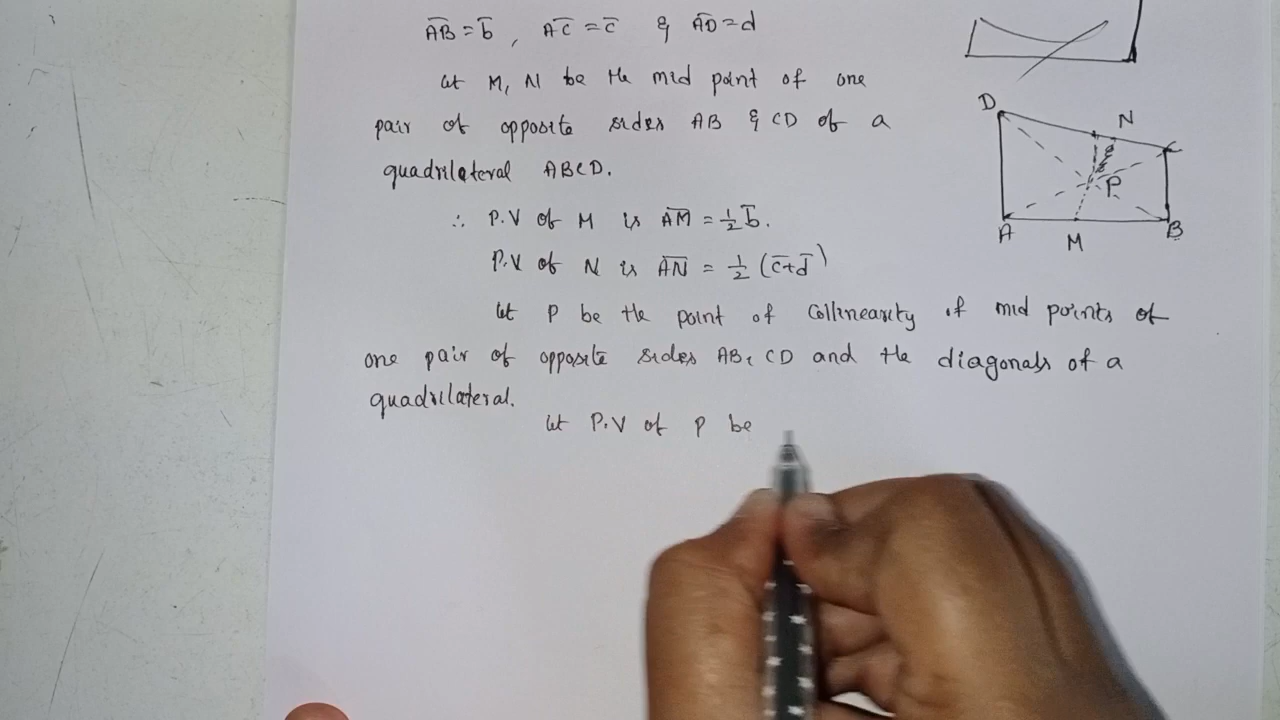 AB̅ = b̅ , AC̅ = c̅ & AD̅ = d
let M, N be the mid point of one
pair of opposite sides AB & CD of a
quadrilateral ABCD.
∴ P.V of M is AM̅ = ½ b̅.
P.V of N is AN̅ = ½ (c̅+d̅)
let P be the point of collinearity of mid points of
one pair of opposite sides AB, CD and the diagonals of a
quadrilateral.
let P.V of P be
D
N
C
P
A
M
B